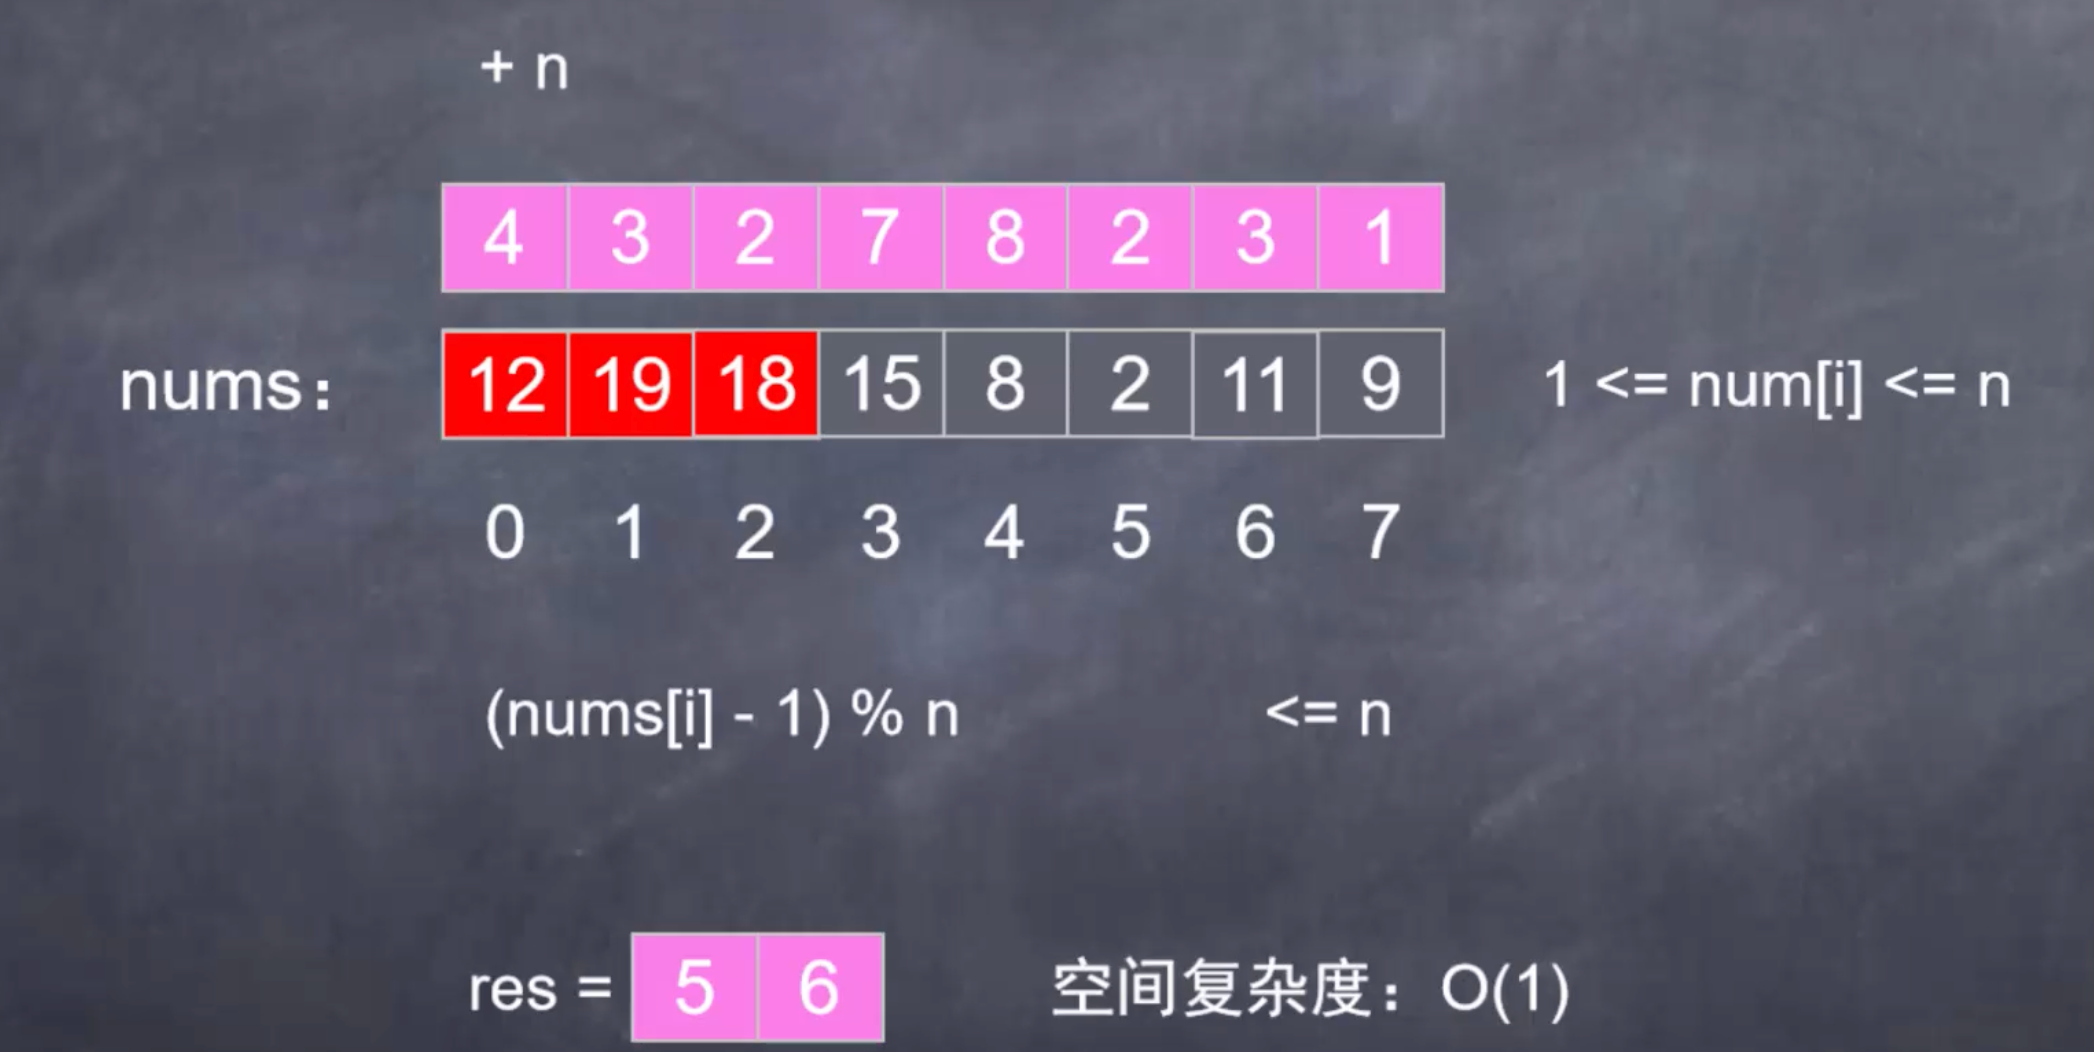 + n
4 3 2 7 8 2 3 1
nums： 12 19 18 15 8 2 11 9 1 <= num[i] <= n
0 1 2 3 4 5 6 7
(nums[i] - 1) % n <= n
res = 5 6 空间复杂度：O(1)